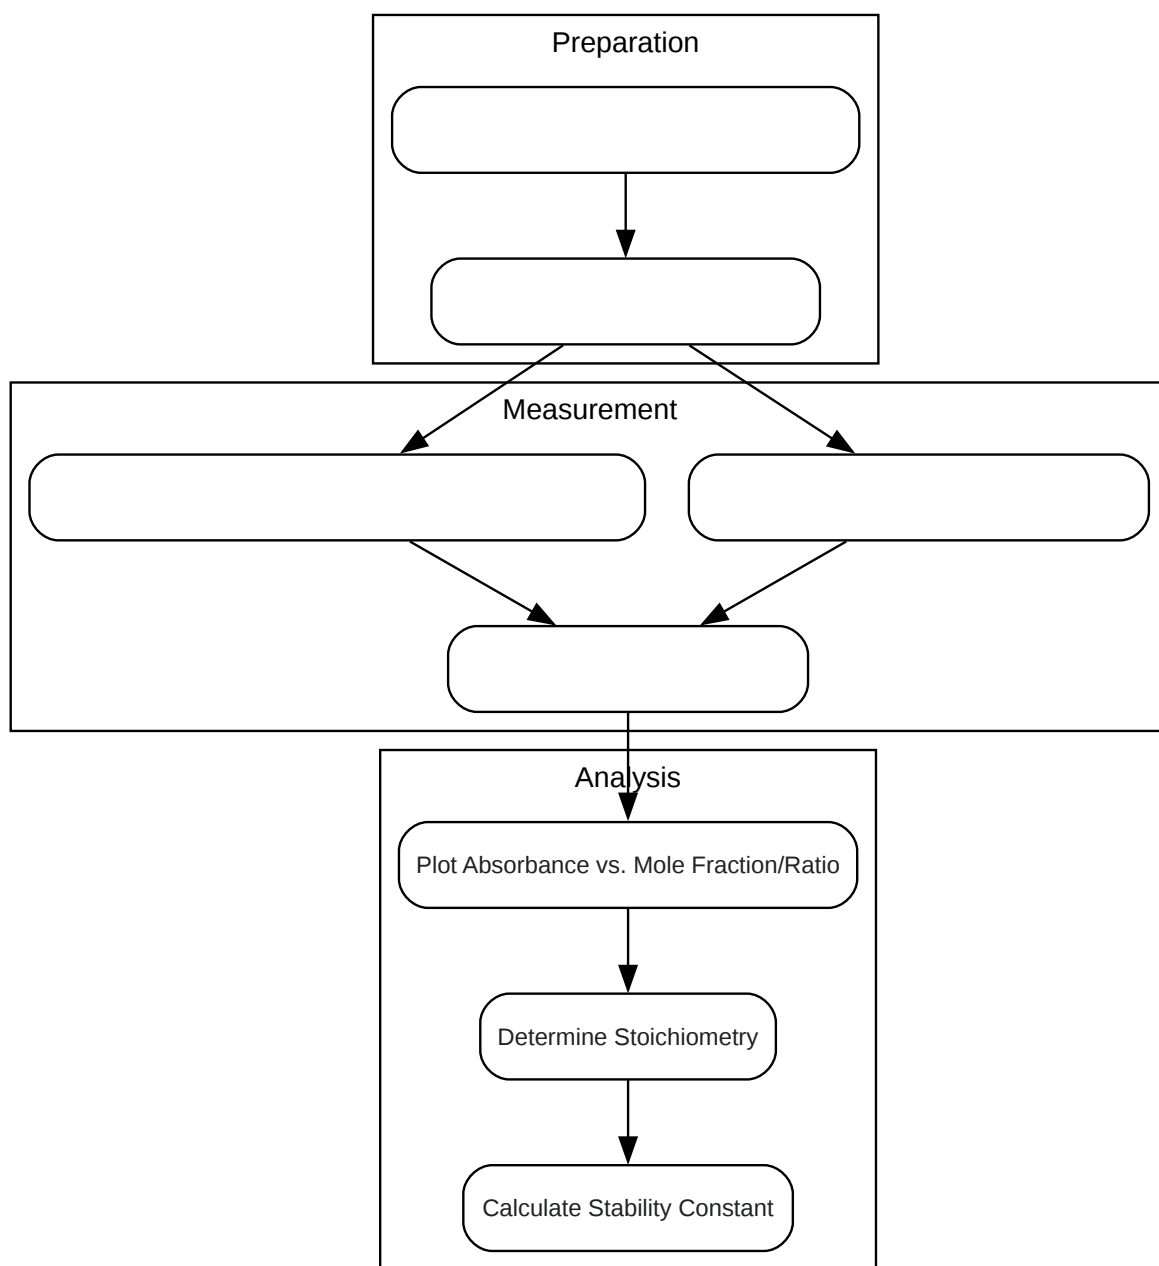 Preparation
Measurement
Analysis
Plot Absorbance vs. Mole Fraction/Ratio
Determine Stoichiometry
Calculate Stability Constant